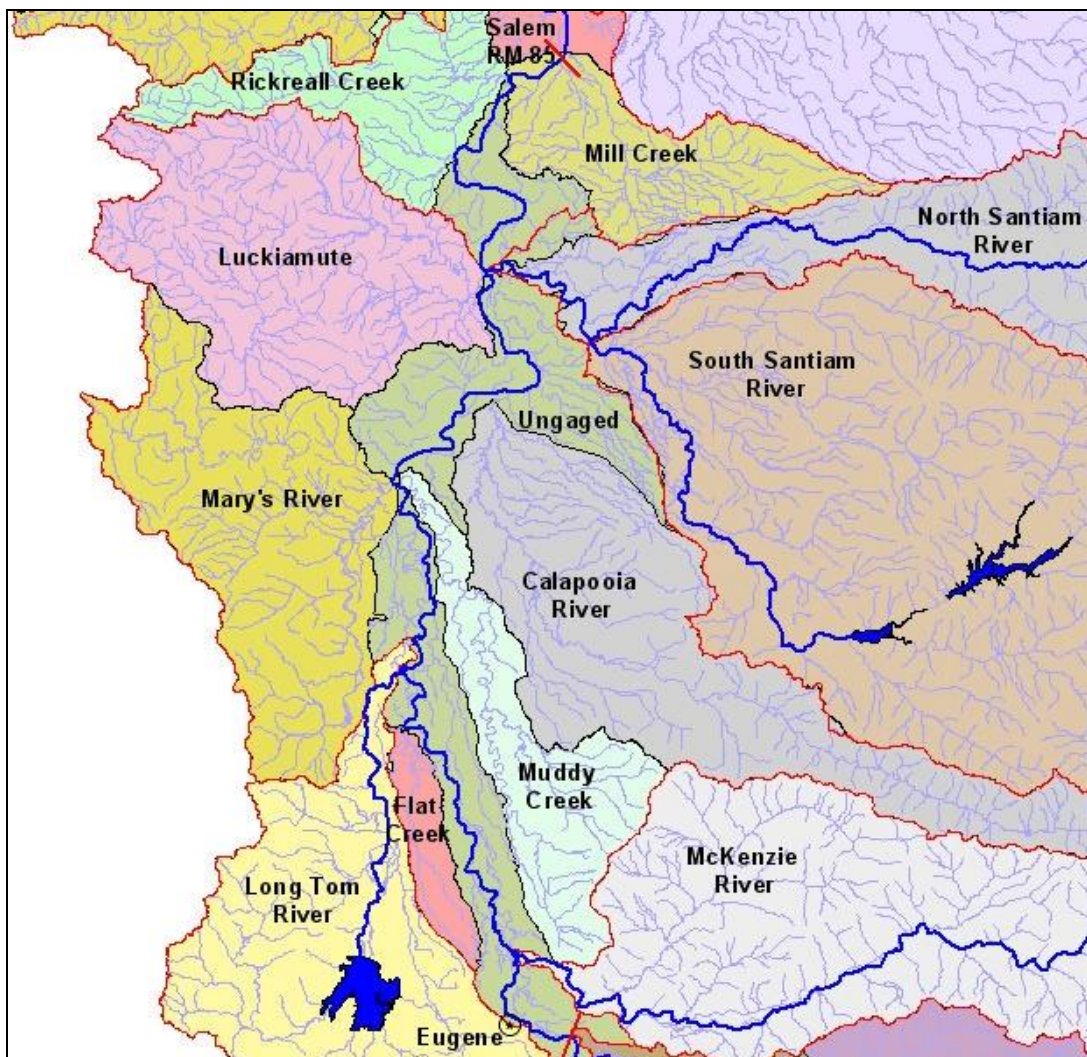 Salem
RM 85
Rickreall Creek
Mill Creek
North Santiam
River
Luckiamute
South Santiam
River
Ungaged
Mary's River
Calapooia
River
Muddy
Creek
Flat
Creek
McKenzie
River
Long Tom
River
Eugene